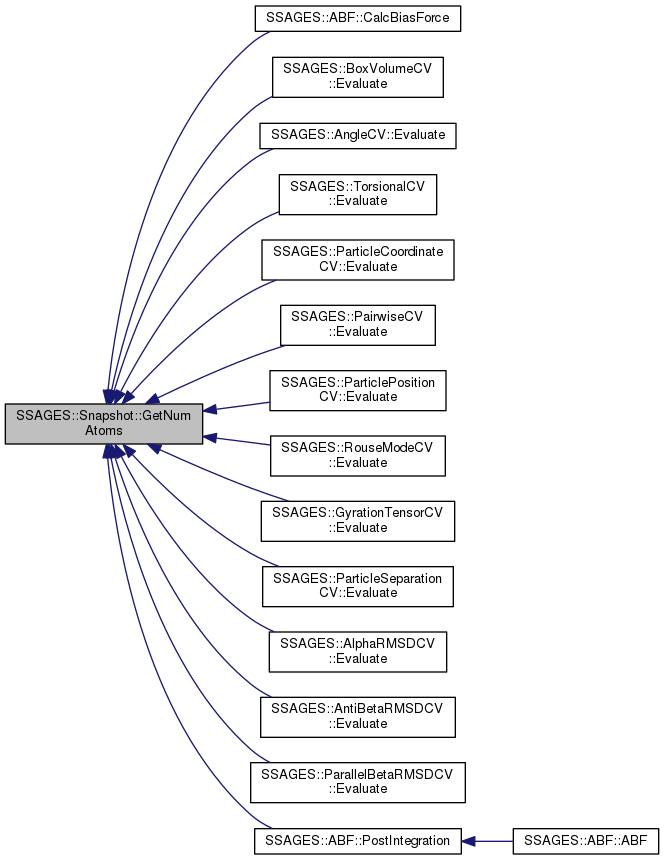 SSAGES::ABF::CalcBiasForce
SSAGES::BoxVolumeCV
::Evaluate
SSAGES::AngleCV::Evaluate
SSAGES::TorsionalCV
::Evaluate
SSAGES::ParticleCoordinate
CV::Evaluate
SSAGES::PairwiseCV
::Evaluate
SSAGES::ParticlePosition
CV::Evaluate
SSAGES::Snapshot::GetNum
Atoms
SSAGES::RouseModeCV
::Evaluate
SSAGES::GyrationTensorCV
::Evaluate
SSAGES::ParticleSeparation
CV::Evaluate
SSAGES::AlphaRMSDCV
::Evaluate
SSAGES::AntiBetaRMSDCV
::Evaluate
SSAGES::ParallelBetaRMSDCV
::Evaluate
SSAGES::ABF::PostIntegration
SSAGES::ABF::ABF